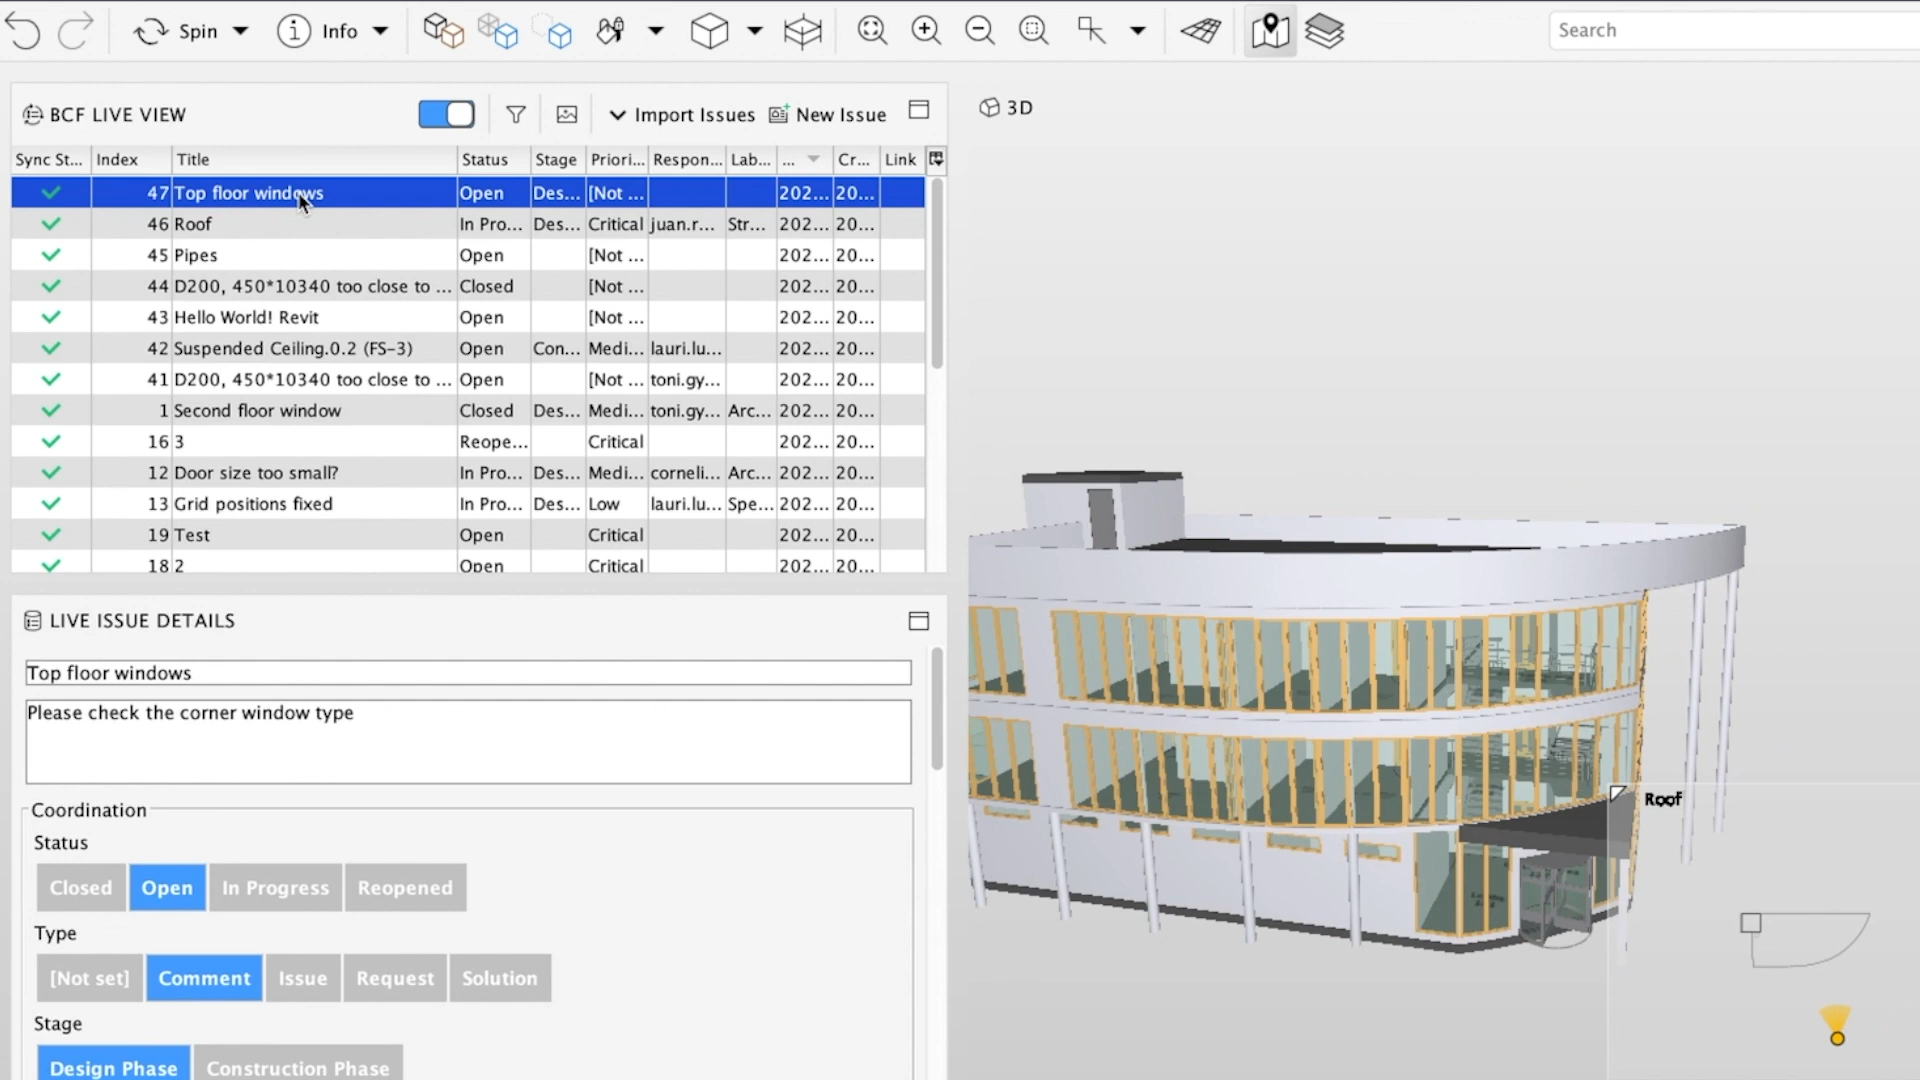 Spin Info Search
BCF LIVE VIEW Import Issues New Issue
3D
Sync St... Index Title Status Stage Priori... Respon... Lab... ... Cr... Link
47 Top floor windows Open Des... [Not ... 202... 20...
46 Roof In Pro... Des... Critical juan.r... Str... 202... 20...
45 Pipes Open [Not ... 202... 20...
44 D200, 450*10340 too close to ... Closed [Not ... 202... 20...
43 Hello World! Revit Open [Not ... 202... 20...
42 Suspended Ceiling.0.2 (FS-3) Open Con... Medi... lauri.lu... 202... 20...
41 D200, 450*10340 too close to ... Open [Not ... toni.gy... 202... 20...
1 Second floor window Closed Des... Medi... toni.gy... Arc... 202... 20...
16 3 Reope... Critical 202... 20...
12 Door size too small? In Pro... Des... Medi... corneli... Arc... 202... 20...
13 Grid positions fixed In Pro... Des... Low lauri.lu... Spe... 202... 20...
19 Test Open Critical 202... 20...
18 2 Open Critical 202... 20...
LIVE ISSUE DETAILS
Top floor windows
Please check the corner window type
Coordination
Status
Closed Open In Progress Reopened
Type
[Not set] Comment Issue Request Solution
Stage
Design Phase Construction Phase
Roof